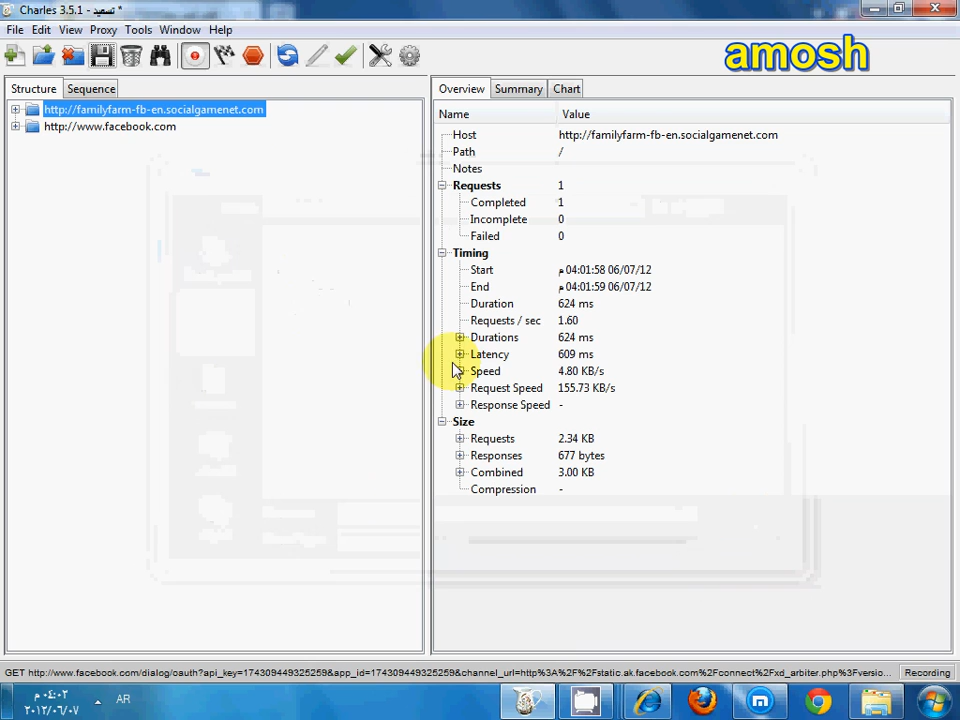 Charles 3.5.1 - تسعيد *
amosh
File Edit View Proxy Tools Window Help
Structure Sequence
http://familyfarm-fb-en.socialgamenet.com
http://www.facebook.com
Overview Summary Chart
Name Value
Host http://familyfarm-fb-en.socialgamenet.com
Path /
Notes
Requests 1
Completed 1
Incomplete 0
Failed 0
Timing
Start م 04:01:58 06/07/12
End م 04:01:59 06/07/12
Duration 624 ms
Requests / sec 1.60
Durations 624 ms
Latency 609 ms
Speed 4.80 KB/s
Request Speed 155.73 KB/s
Response Speed -
Size
Requests 2.34 KB
Responses 677 bytes
Combined 3.00 KB
Compression -
GET http://www.facebook.com/dialog/oauth?api_key=174309449325259&app_id=174309449325259&channel_url=http%3A%2F%2Fstatic.ak.facebook.com%2Fconnect%2Fxd_arbiter.php%3Fversio... Recording
٠٤:٠٢ م
AR
٢٠١٢/٠٦/٠٧